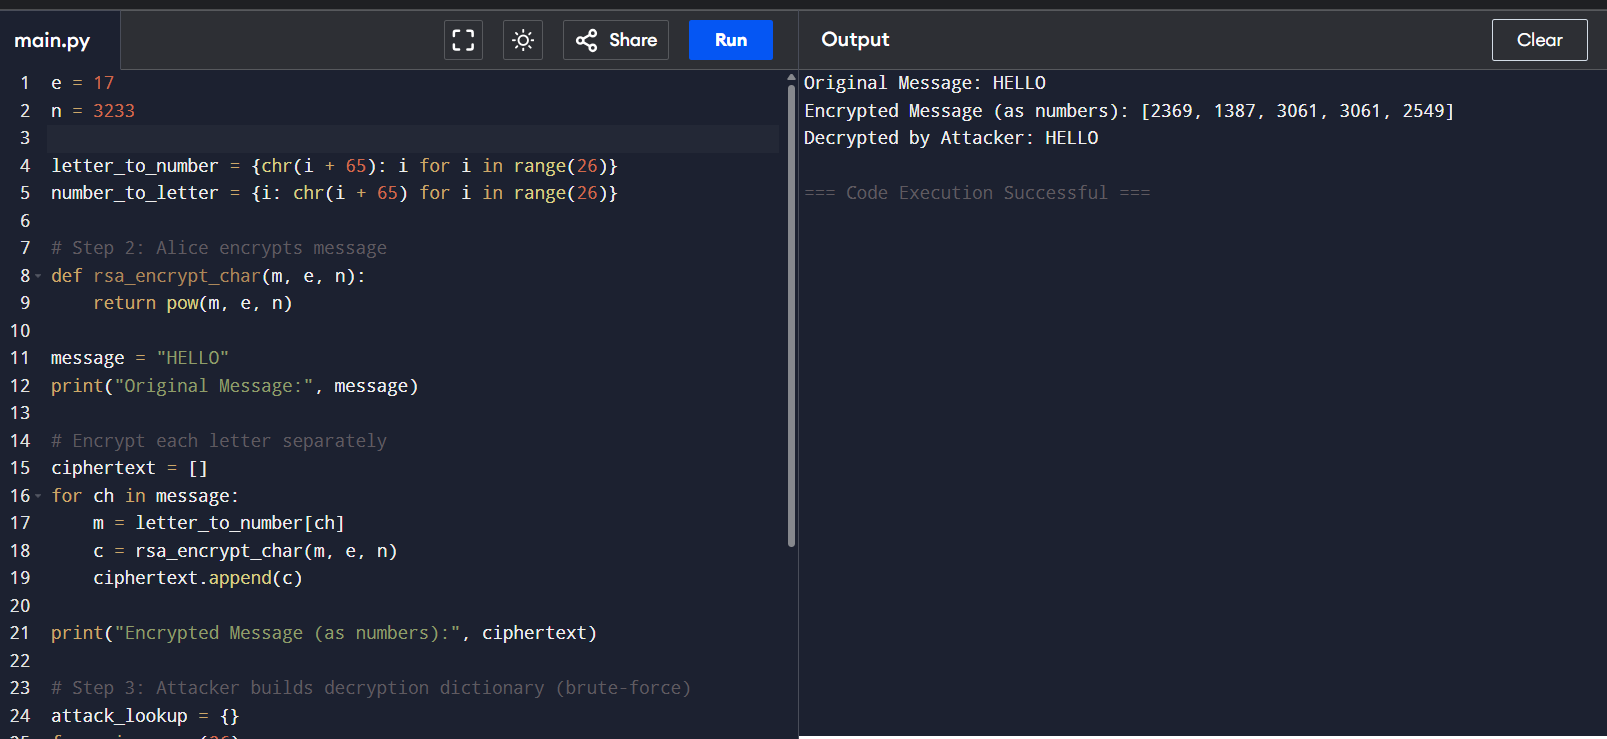 main.py
Share
Run
Output
Clear
1 e = 17
2 n = 3233
3
4 letter_to_number = {chr(i + 65): i for i in range(26)}
5 number_to_letter = {i: chr(i + 65) for i in range(26)}
6
7 # Step 2: Alice encrypts message
8 def rsa_encrypt_char(m, e, n):
9     return pow(m, e, n)
10
11 message = "HELLO"
12 print("Original Message:", message)
13
14 # Encrypt each letter separately
15 ciphertext = []
16 for ch in message:
17     m = letter_to_number[ch]
18     c = rsa_encrypt_char(m, e, n)
19     ciphertext.append(c)
20
21 print("Encrypted Message (as numbers):", ciphertext)
22
23 # Step 3: Attacker builds decryption dictionary (brute-force)
24 attack_lookup = {}
Original Message: HELLO
Encrypted Message (as numbers): [2369, 1387, 3061, 3061, 2549]
Decrypted by Attacker: HELLO
=== Code Execution Successful ===